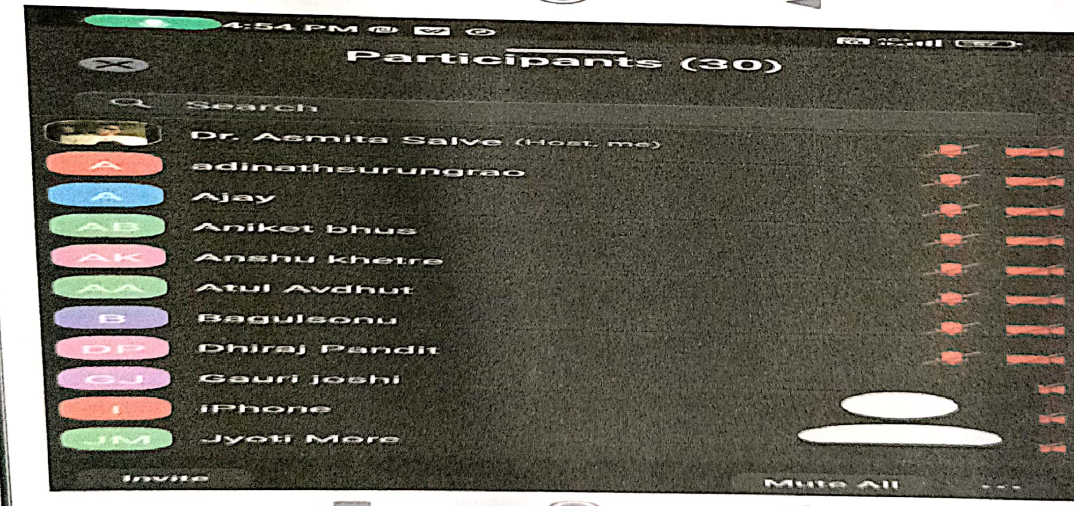 4:54 PM
Participants (30)
Search
Dr. Asmita Salve (Host, me)
A adinathsurungrao
A Ajay
AB Aniket bhus
AK Anshu khetre
AA Atul Avdhut
B Bagulsonu
DP Dhiraj Pandit
GJ Gauri joshi
I iPhone
JM Jyoti More
Invite
Mute All